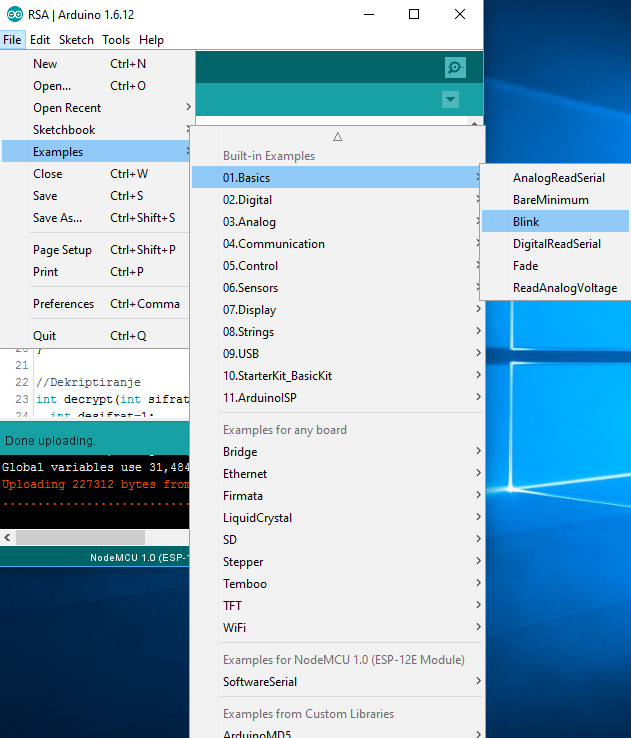 RSA | Arduino 1.6.12
File Edit Sketch Tools Help
New Ctrl+N
Open... Ctrl+O
Open Recent
Sketchbook
Examples
Close Ctrl+W
Save Ctrl+S
Save As... Ctrl+Shift+S
Page Setup Ctrl+Shift+P
Print Ctrl+P
Preferences Ctrl+Comma
Quit Ctrl+Q
Built-in Examples
01.Basics
02.Digital
03.Analog
04.Communication
05.Control
06.Sensors
07.Display
08.Strings
09.USB
10.StarterKit_BasicKit
11.ArduinoISP
Examples for any board
Bridge
Ethernet
Firmata
LiquidCrystal
SD
Stepper
Temboo
TFT
WiFi
Examples for NodeMCU 1.0 (ESP-12E Module)
SoftwareSerial
Examples from Custom Libraries
ArduinoMD5
AnalogReadSerial
BareMinimum
Blink
DigitalReadSerial
Fade
ReadAnalogVoltage
20 }
21
22 //Dekriptiranje
23 int decrypt(int sifrat
24 int desifrat=1;
Done uploading.
Global variables use 31,484
Uploading 227312 bytes from
...........................
NodeMCU 1.0 (ESP-1